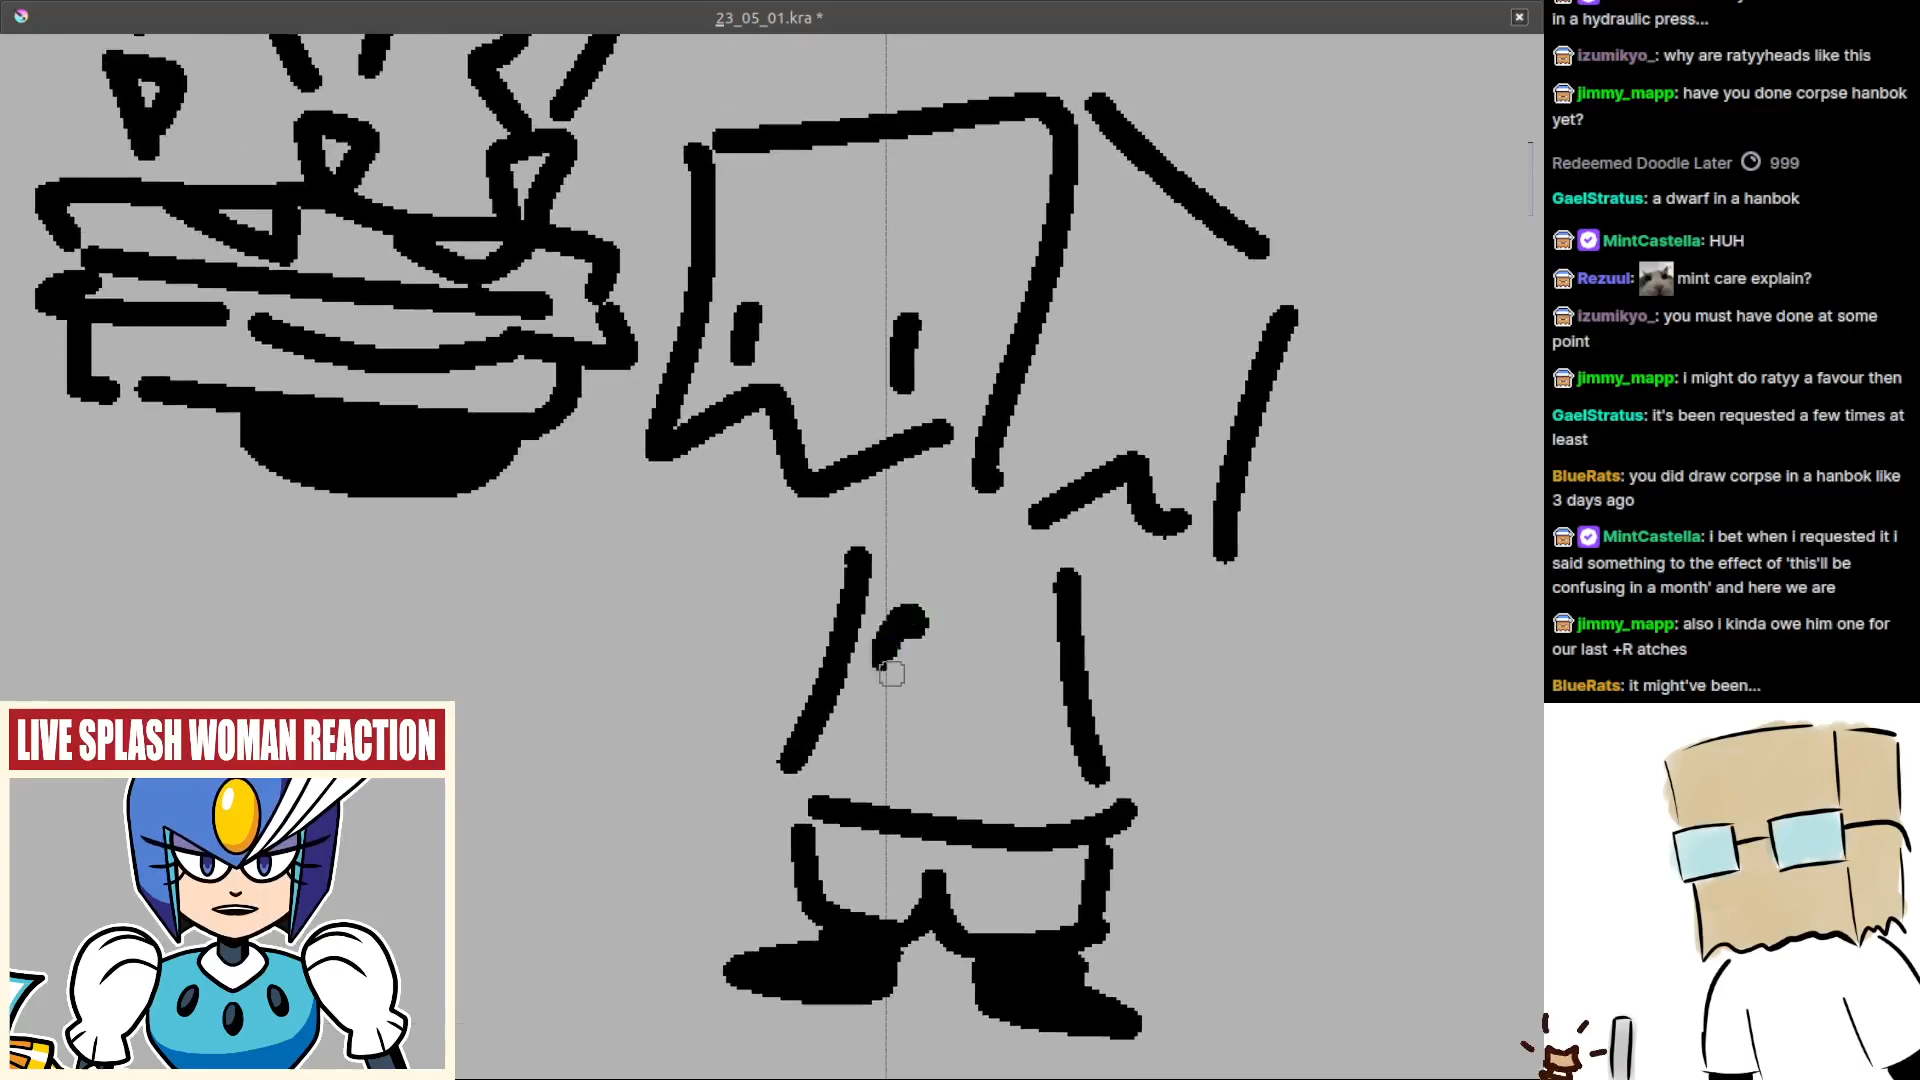 23_05_01.kra *
in a hydraulic press...
izumikyo_: why are ratyyheads like this
jimmy_mapp: have you done corpse hanbok
yet?
Redeemed Doodle Later 999
GaelStratus: a dwarf in a hanbok
MintCastella: HUH
Rezuul: mint care explain?
izumikyo_: you must have done at some
point
jimmy_mapp: i might do ratyy a favour then
GaelStratus: it's been requested a few times at
least
BlueRats: you did draw corpse in a hanbok like
3 days ago
MintCastella: i bet when i requested it i
said something to the effect of 'this'll be
confusing in a month' and here we are
jimmy_mapp: also i kinda owe him one for
our last +R atches
BlueRats: it might've been...
LIVE SPLASH WOMAN REACTION